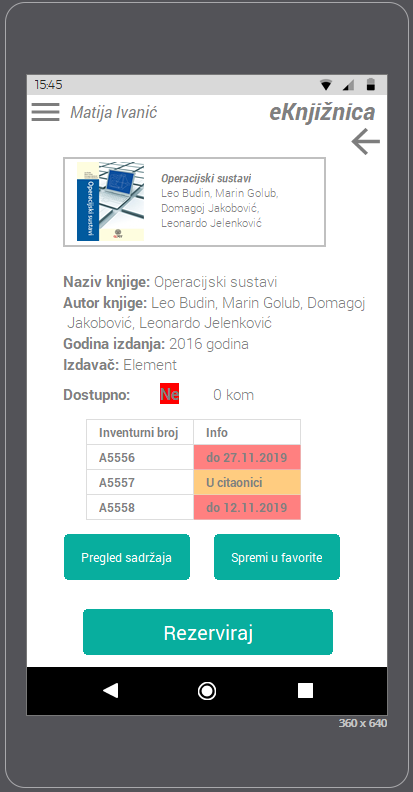 15:45
Matija Ivanić
eKnjižnica
Operacijski sustavi
Operacijski sustavi
Leo Budin, Marin Golub,
Domagoj Jakobović,
Leonardo Jelenković
Naziv knjige: Operacijski sustavi
Autor knjige: Leo Budin, Marin Golub, Domagoj
Jakobović, Leonardo Jelenković
Godina izdanja: 2016 godina
Izdavač: Element
Dostupno: Ne 0 kom
Inventurni broj Info
A5556 do 27.11.2019
A5557 U citaonici
A5558 do 12.11.2019
Pregled sadržaja Spremi u favorite
Rezerviraj
360 x 640